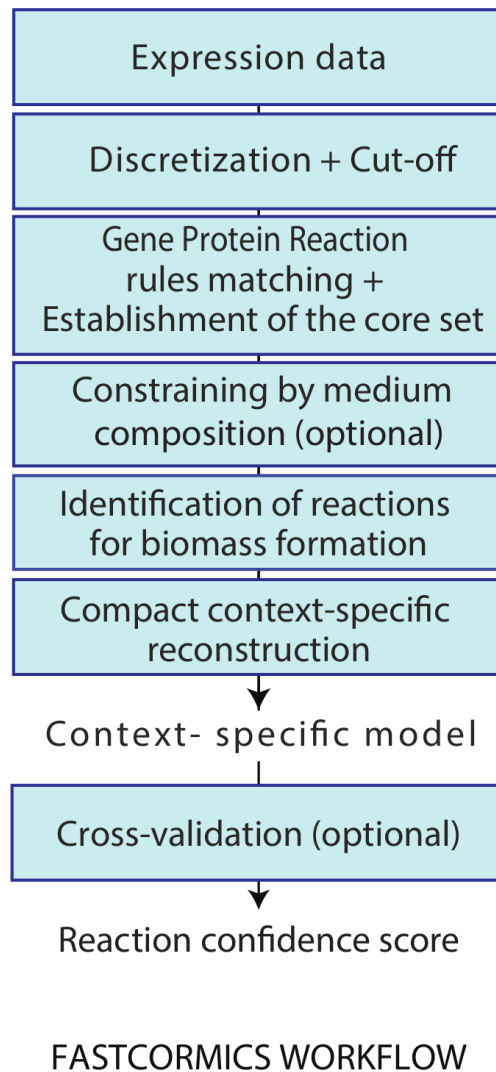 Expression data
Discretization + Cut-off
Gene Protein Reaction
rules matching +
Establishment of the core set
Constraining by medium
composition (optional)
Identification of reactions
for biomass formation
Compact context-specific
reconstruction
Context- specific model
Cross-validation (optional)
Reaction confidence score
FASTCORMICS WORKFLOW